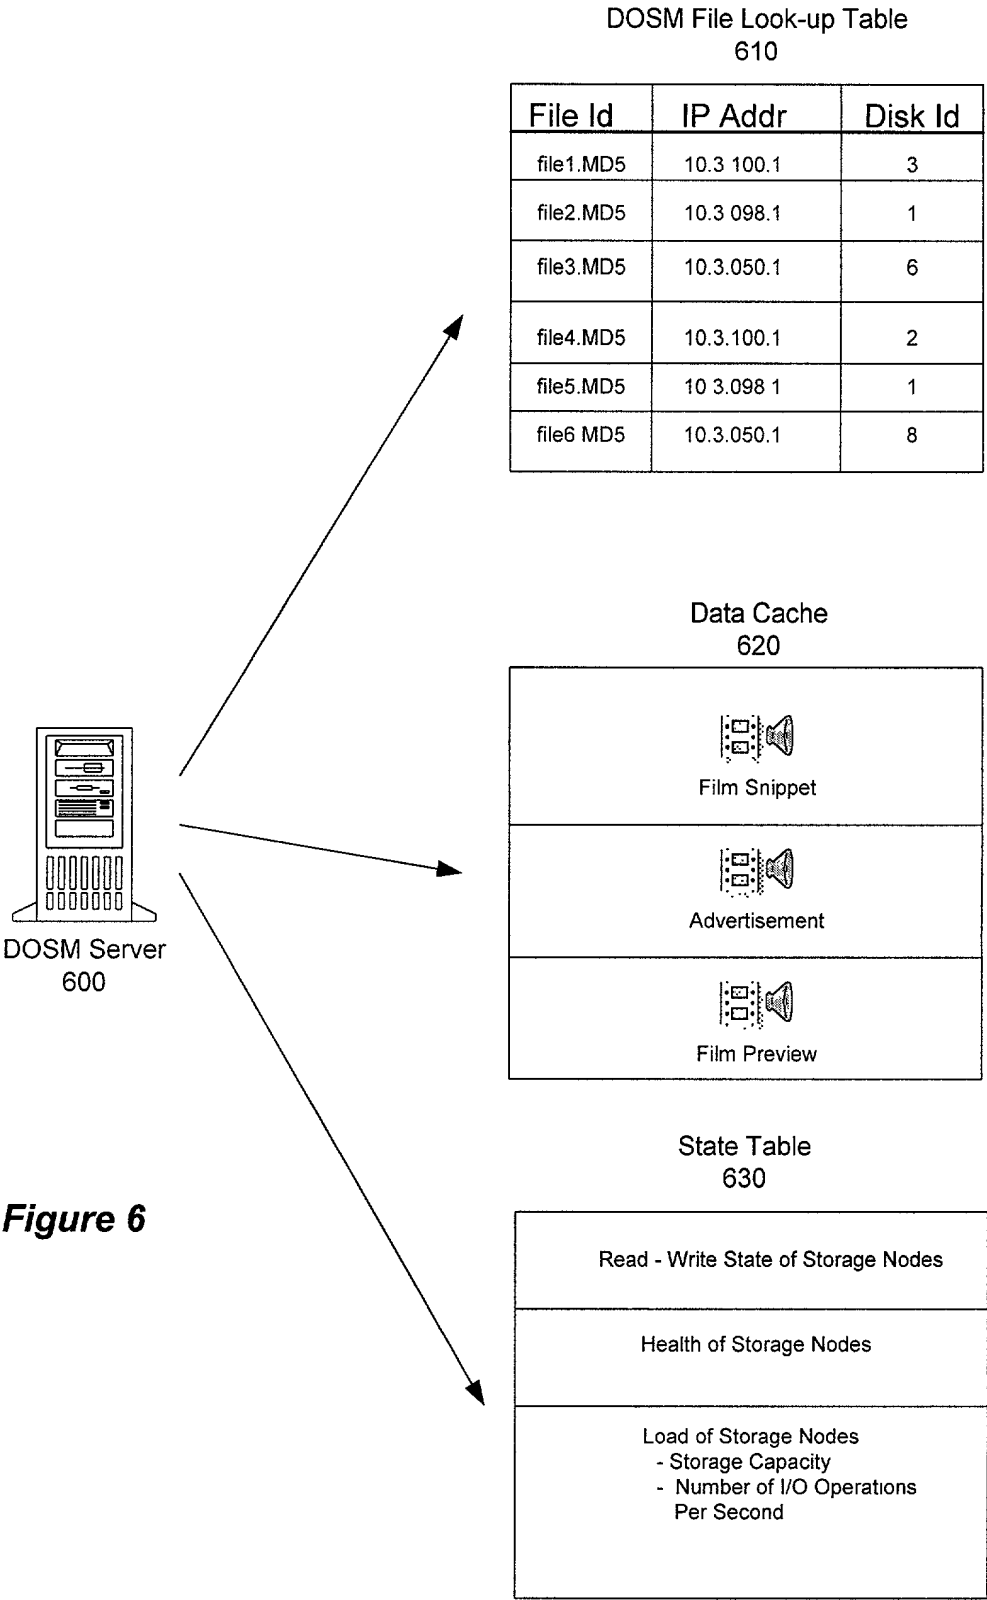 DOSM File Look-up Table
610
File Id IP Addr Disk Id
file1.MD5 10.3 100.1 3
file2.MD5 10.3 098.1 1
file3.MD5 10.3.050.1 6
file4.MD5 10.3.100.1 2
file5.MD5 10 3.098 1 1
file6 MD5 10.3.050.1 8
Data Cache
620
Film Snippet
Advertisement
Film Preview
DOSM Server
600
State Table
630
Read - Write State of Storage Nodes
Health of Storage Nodes
Load of Storage Nodes
- Storage Capacity
- Number of I/O Operations
Per Second
Figure 6